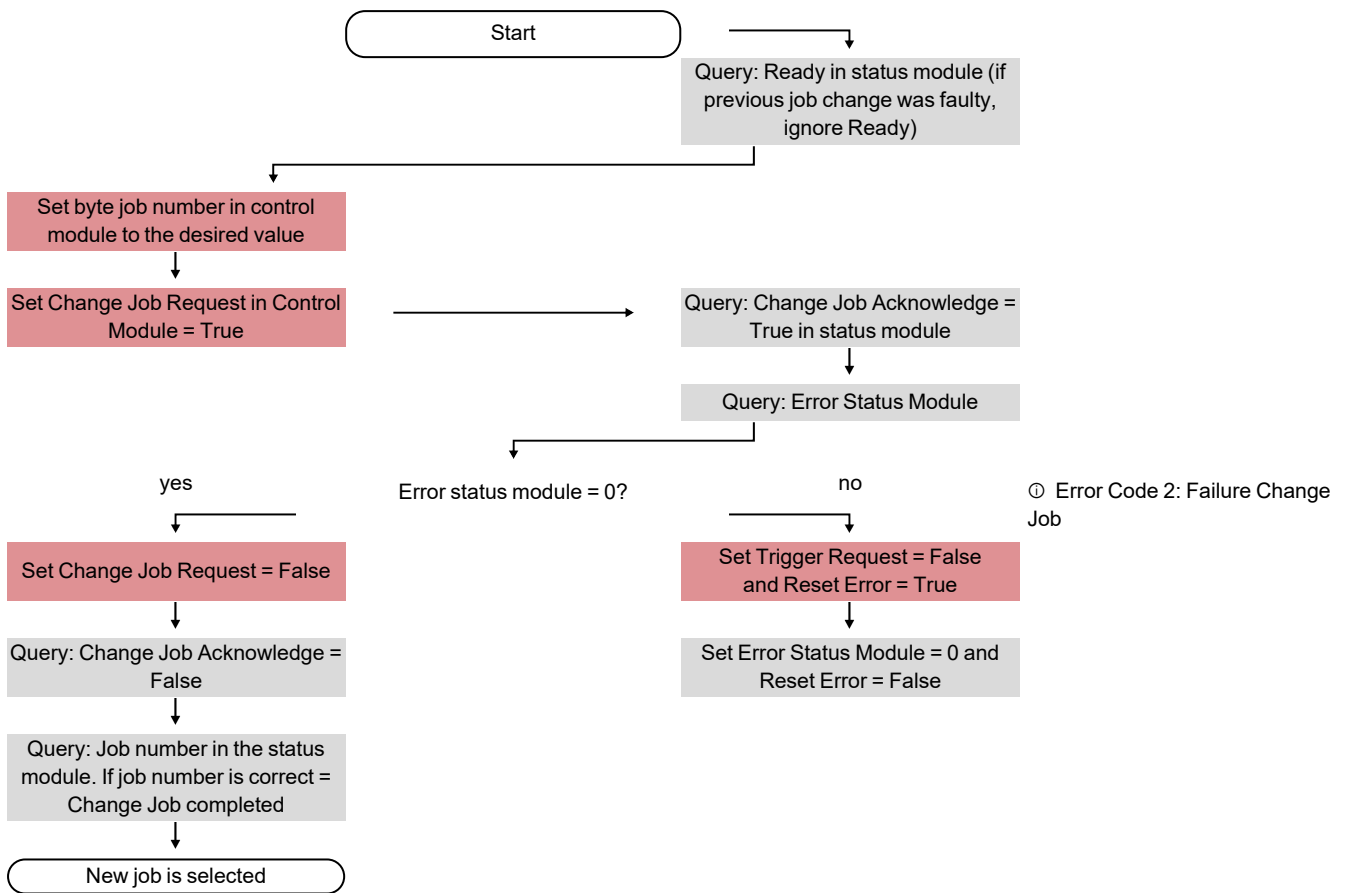 Start
Query: Ready in status module (if
previous job change was faulty,
ignore Ready)
Set byte job number in control
module to the desired value
Set Change Job Request in Control
Module = True
Query: Change Job Acknowledge =
True in status module
Query: Error Status Module
yes
Error status module = 0?
no
ⓘ Error Code 2: Failure Change
Job
Set Change Job Request = False
Set Trigger Request = False
and Reset Error = True
Query: Change Job Acknowledge =
False
Set Error Status Module = 0 and
Reset Error = False
Query: Job number in the status
module. If job number is correct =
Change Job completed
New job is selected